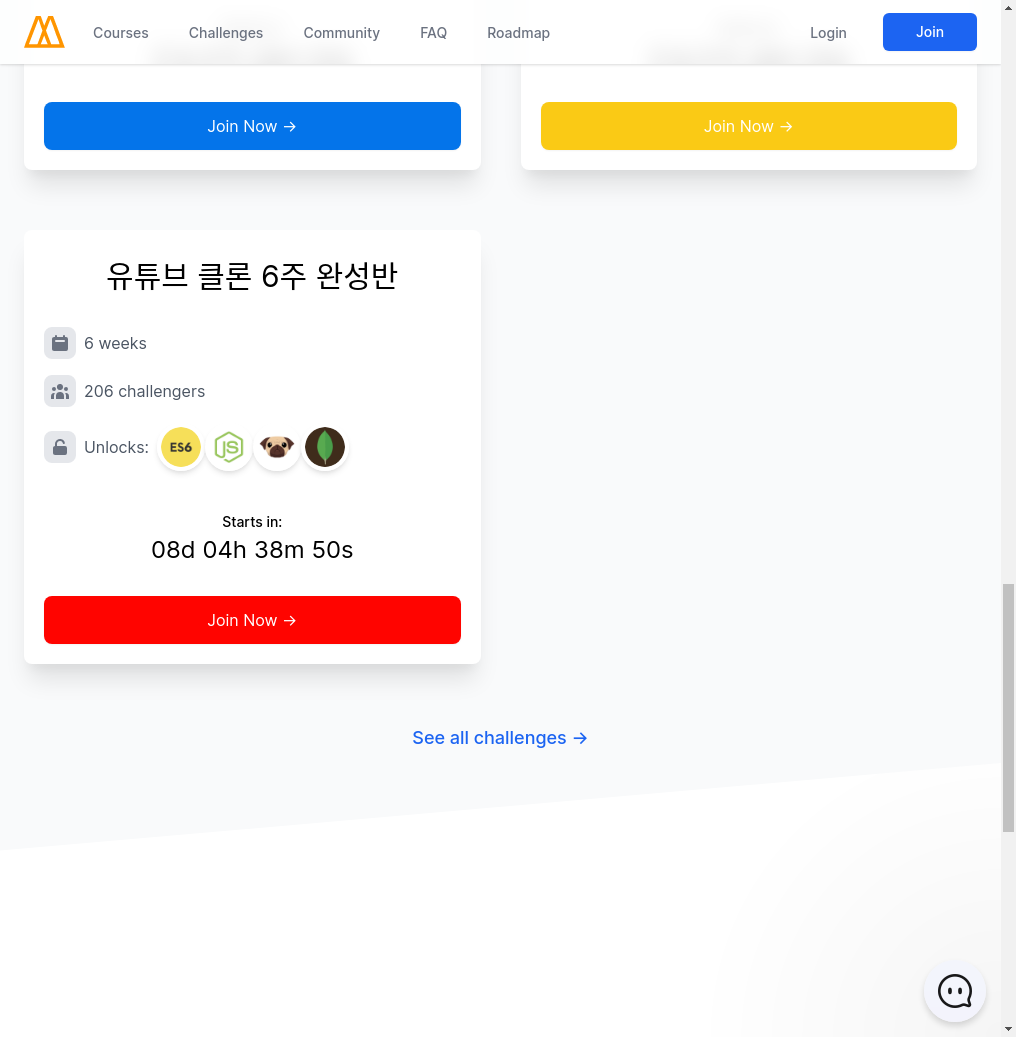 Courses
Challenges
Community
FAQ
Roadmap
Login
Join
Join Now →
Join Now →
유튜브 클론 6주 완성반
6 weeks
206 challengers
Unlocks:
ES6
JS
Starts in:
08d 04h 38m 50s
Join Now →
See all challenges →